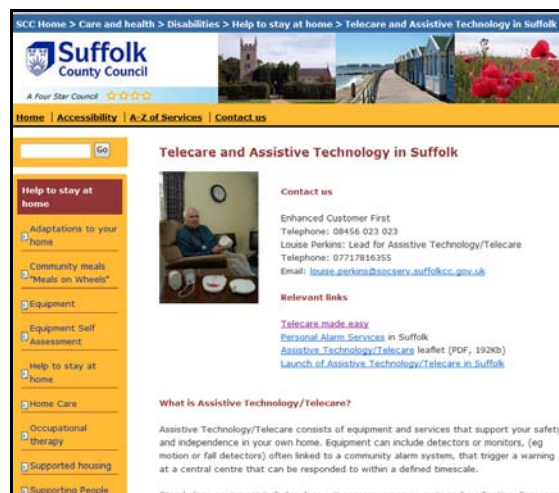 SCC Home > Care and health > Disabilities > Help to stay at home > Telecare and Assistive Technology in Suffolk
Suffolk
County Council
A Four Star Council
Home | Accessibility | A-Z of Services | Contact us
Go
Help to stay at
home
Adaptations to your
home
Community meals
"Meals on Wheels"
Equipment
Equipment Self
Assessment
Help to stay at
home
Home Care
Occupational
therapy
Supported housing
Supporting People
Telecare and Assistive Technology in Suffolk
Contact us
Enhanced Customer First
Telephone: 08456 023 023
Louise Perkins: Lead for Assistive Technology/Telecare
Telephone: 07717816355
Email: louise.perkins@socserv.suffolkcc.gov.uk
Relevant links
Telecare made easy
Personal Alarm Services in Suffolk
Assistive Technology/Telecare leaflet (PDF, 192Kb)
Launch of Assistive Technology/Telecare in Suffolk
What is Assistive Technology/Telecare?
Assistive Technology/Telecare consists of equipment and services that support your safety
and independence in your own home. Equipment can include detectors or monitors, (eg
motion or fall detectors) often linked to a community alarm system, that trigger a warning
at a central centre that can be responded to within a defined timescale.